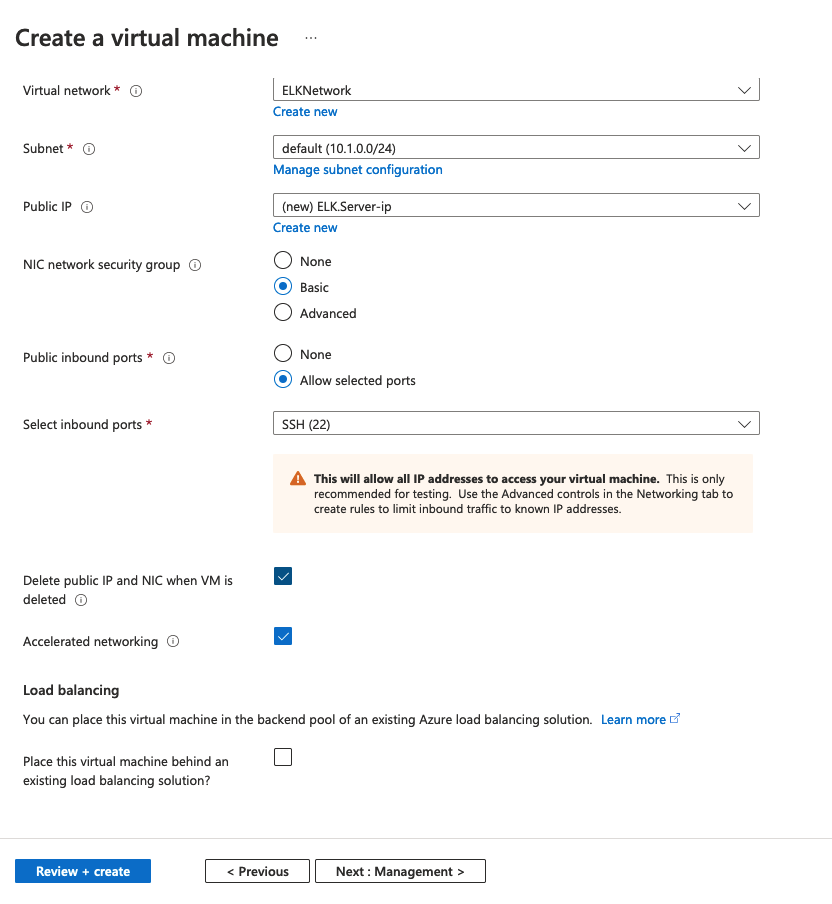 Create a virtual machine ...
Virtual network *
ELKNetwork
Create new
Subnet *
default (10.1.0.0/24)
Manage subnet configuration
Public IP
(new) ELK.Server-ip
Create new
NIC network security group
None
Basic
Advanced
Public inbound ports *
None
Allow selected ports
Select inbound ports *
SSH (22)
This will allow all IP addresses to access your virtual machine. This is only
recommended for testing. Use the Advanced controls in the Networking tab to
create rules to limit inbound traffic to known IP addresses.
Delete public IP and NIC when VM is
deleted
Accelerated networking
Load balancing
You can place this virtual machine in the backend pool of an existing Azure load balancing solution. Learn more
Place this virtual machine behind an
existing load balancing solution?
Review + create
< Previous
Next : Management >